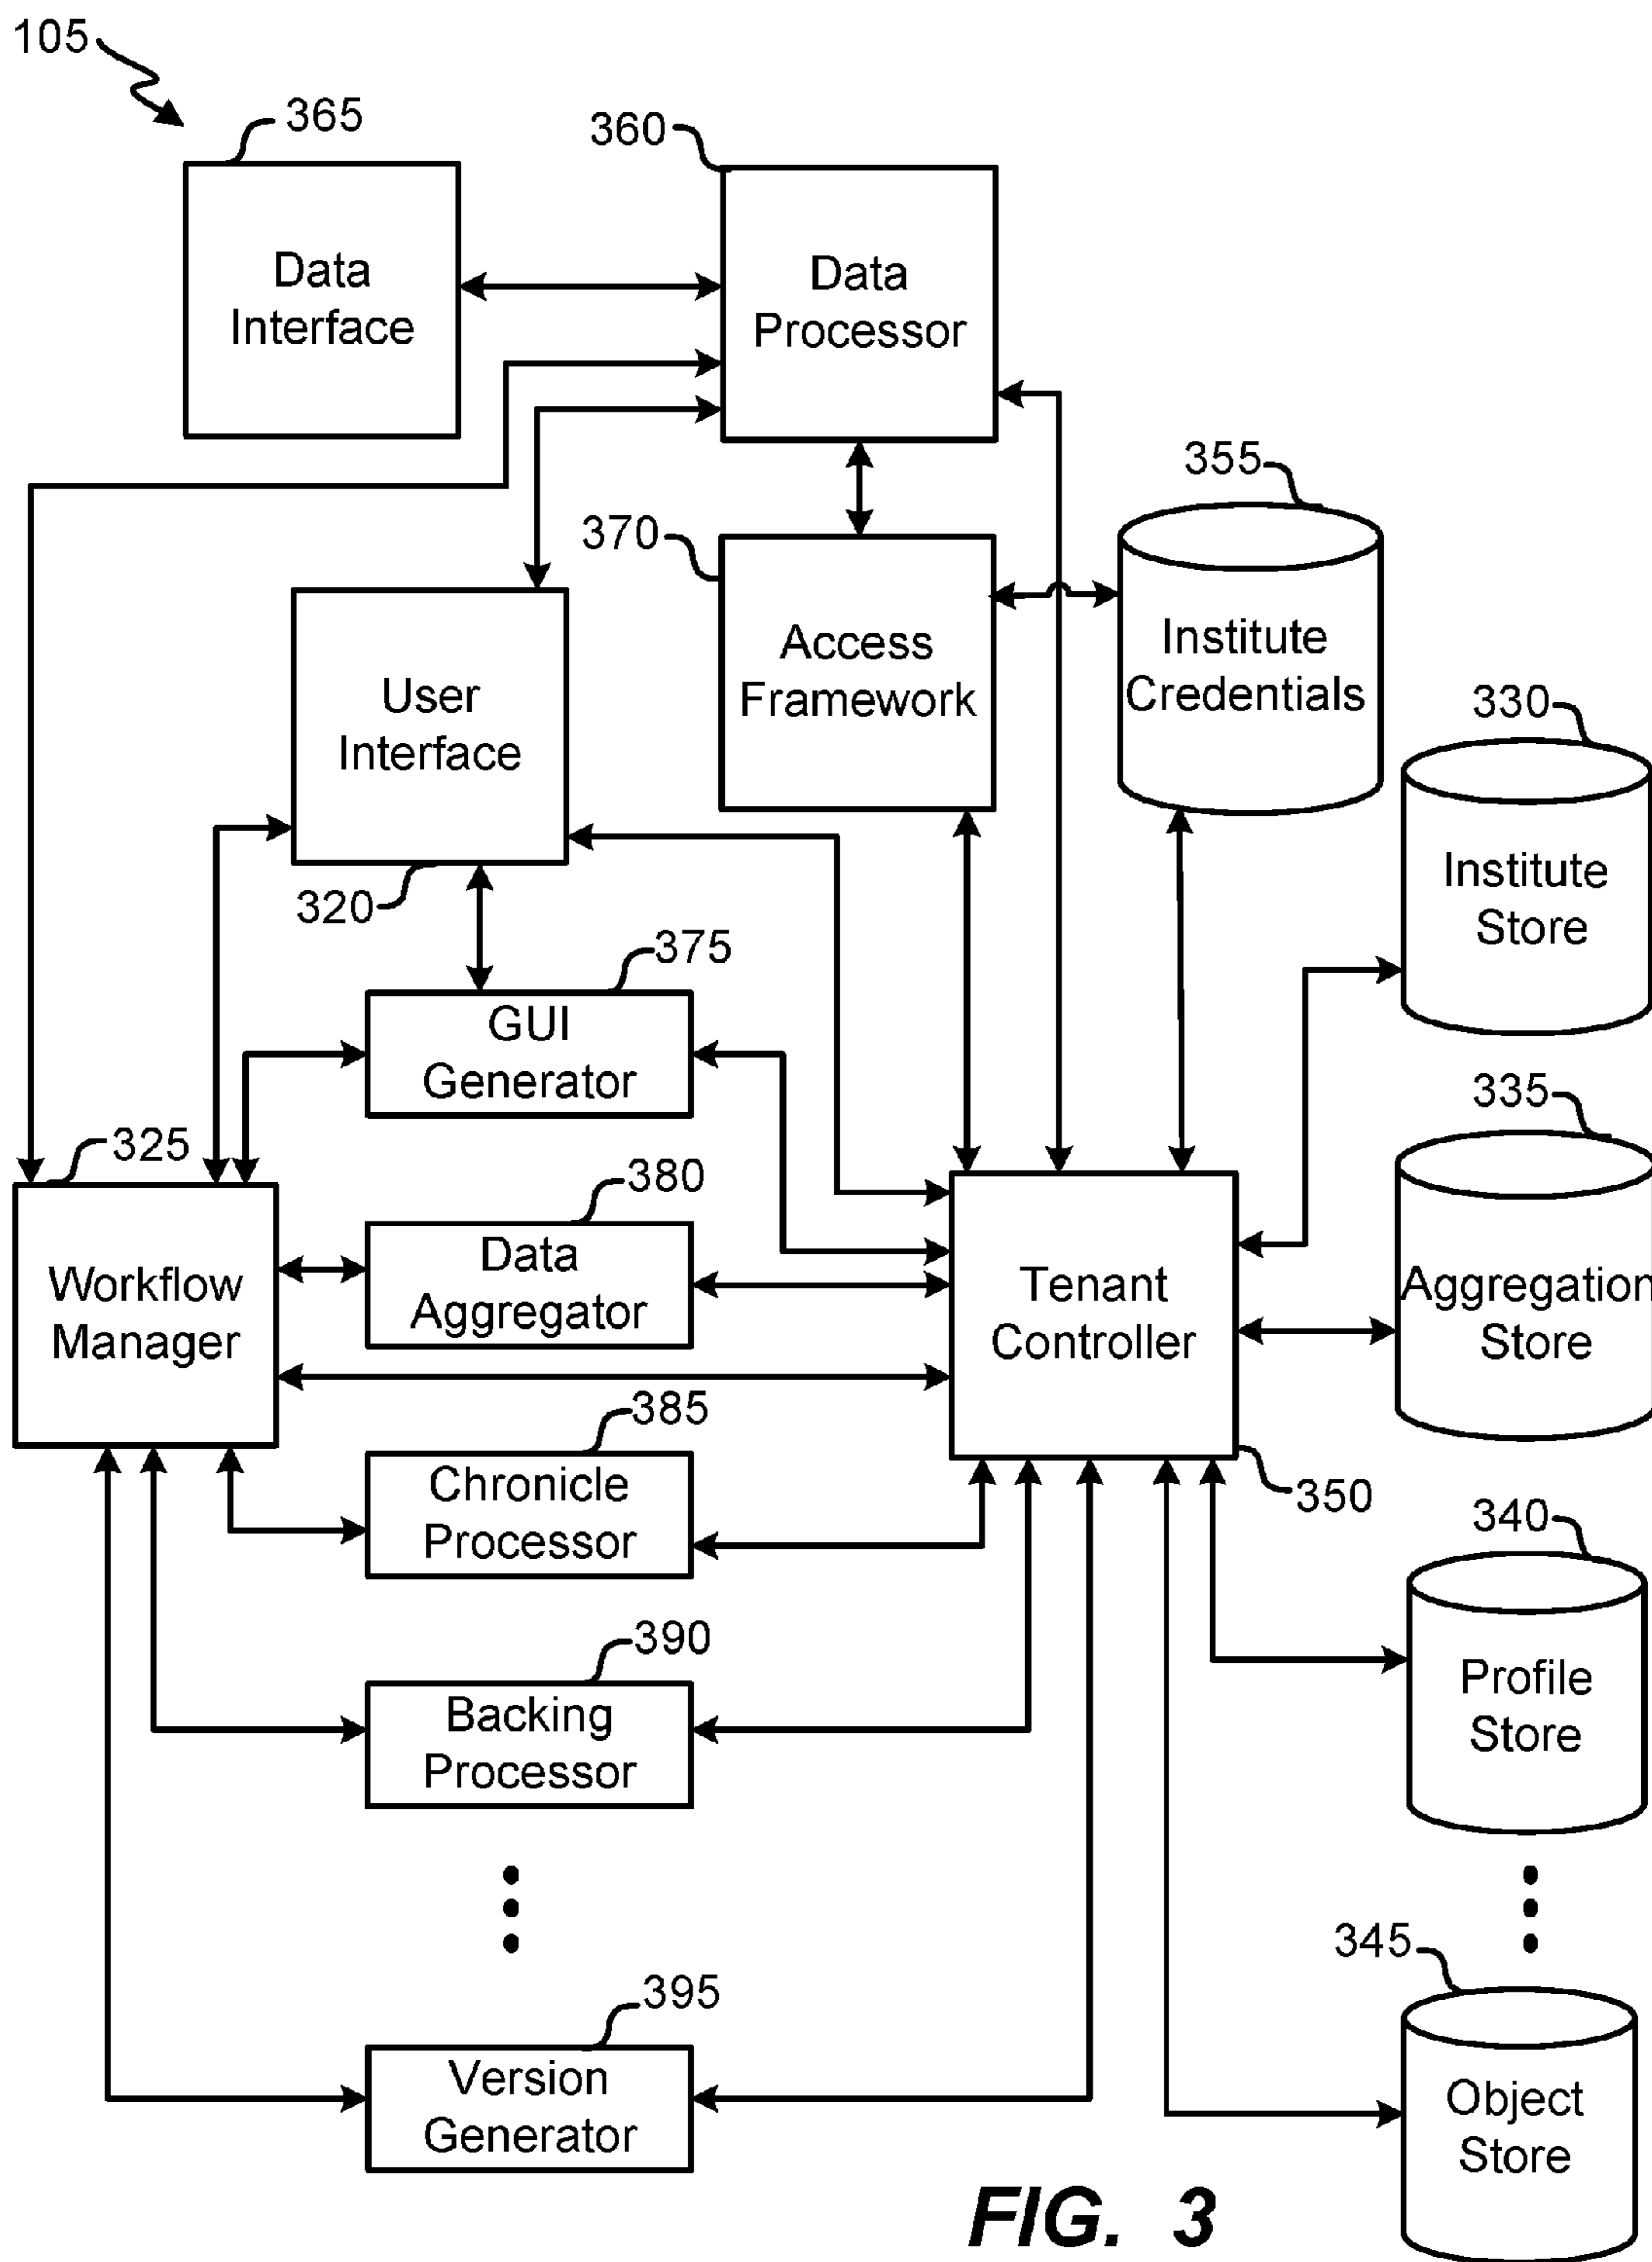 105
365
360
Data
Interface
Data
Processor
355
370
Access
Framework
Institute
Credentials
User
Interface
330
320
Institute
Store
375
GUI
Generator
335
325
380
Workflow
Manager
Data
Aggregator
Tenant
Controller
Aggregation
Store
385
Chronicle
Processor
350
340
390
Backing
Processor
Profile
Store
345
395
Version
Generator
Object
Store
FIG. 3